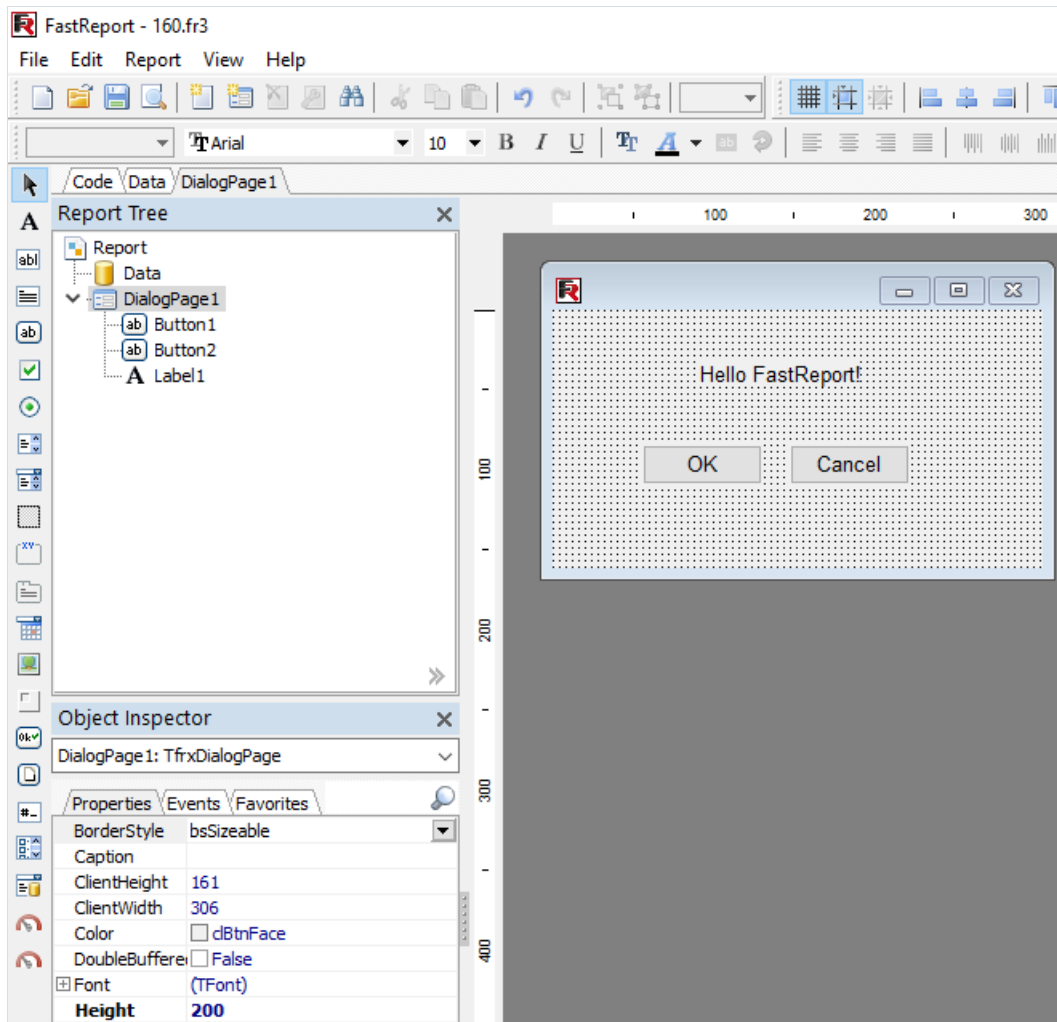 FastReport - 160.fr3
File Edit Report View Help
Arial 10 B I U
Code Data DialogPage1
Report Tree
Report
Data
DialogPage1
Button1
Button2
Label1
100 200 300
Hello FastReport!
OK Cancel
100
200
300
400
Object Inspector
DialogPage1: TfrxDialogPage
Properties Events Favorites
BorderStyle bsSizeable
Caption
ClientHeight 161
ClientWidth 306
Color clBtnFace
DoubleBuffere False
Font (TFont)
Height 200